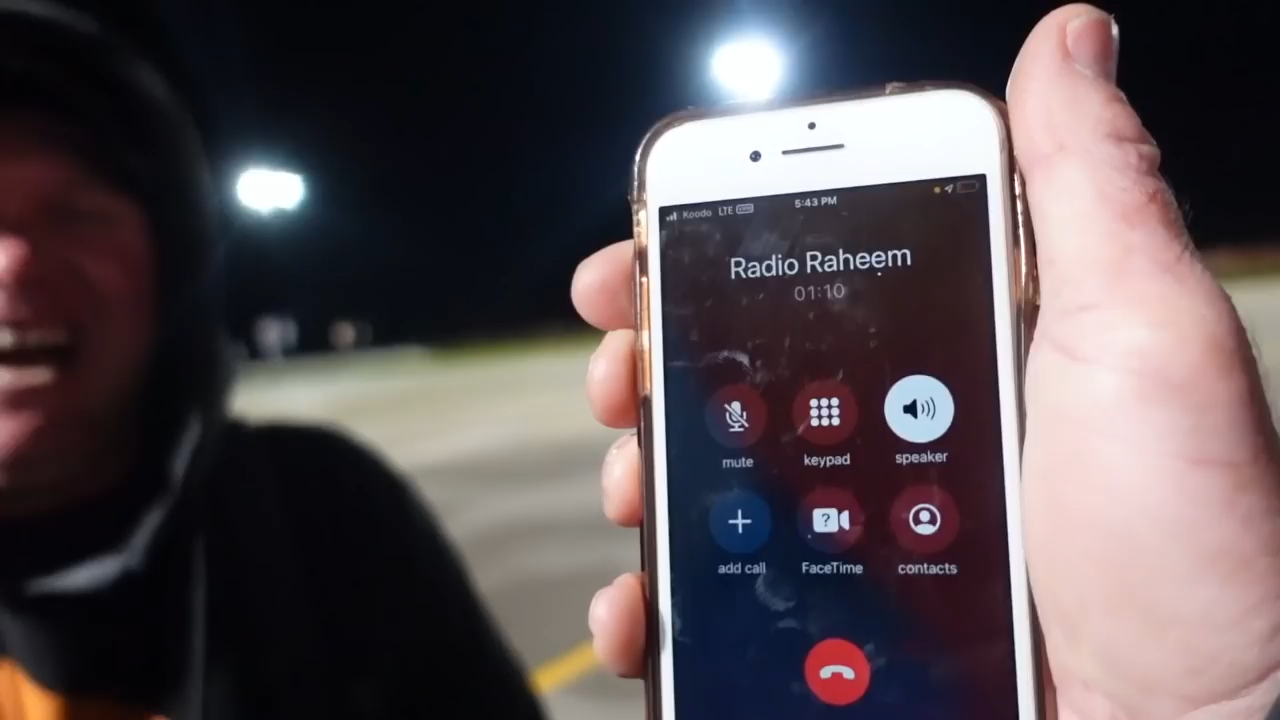 Koodo LTE 5:43 PM
Radio Raheem
01:10
mute keypad speaker
add call FaceTime contacts